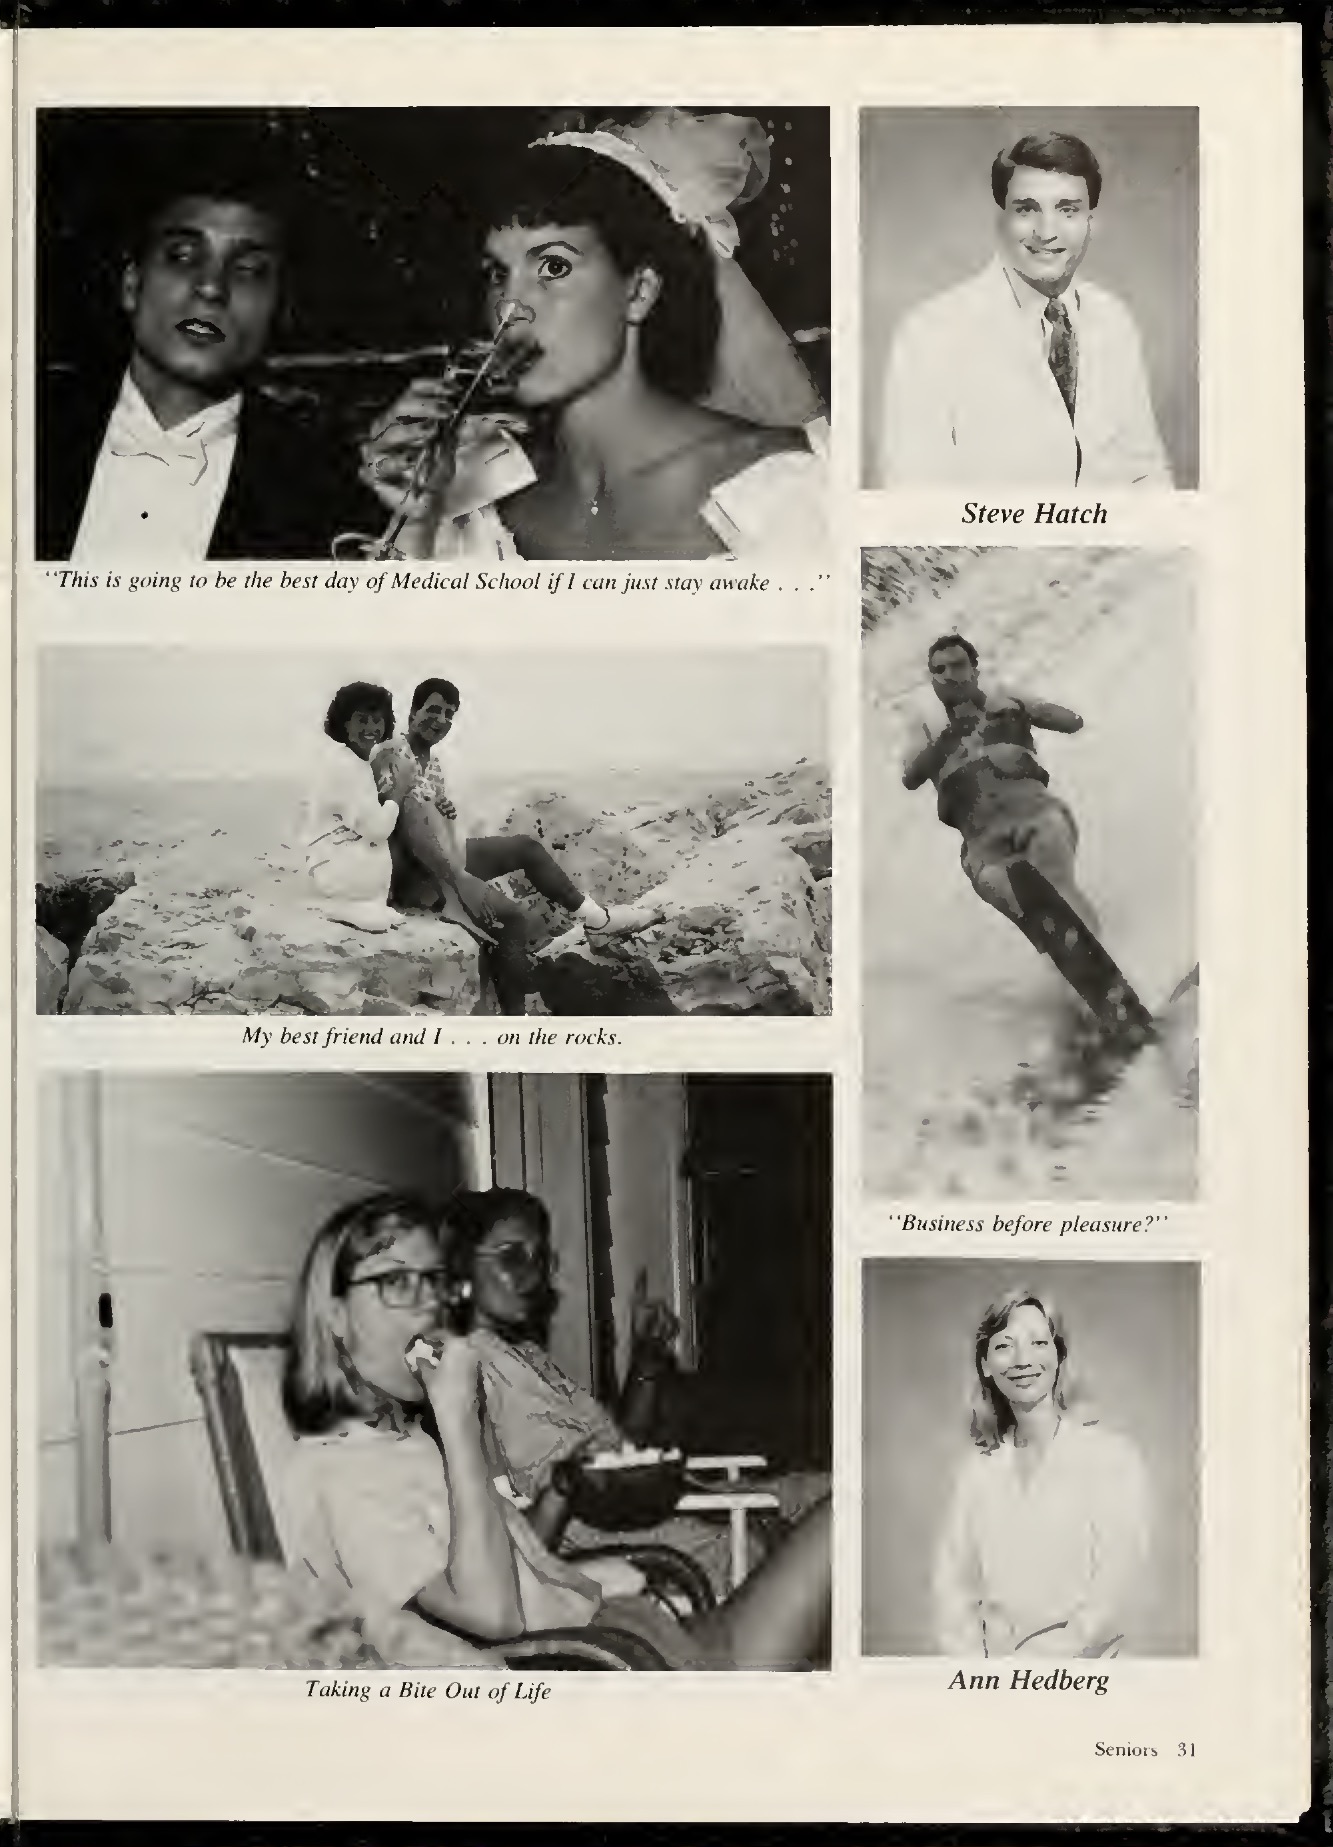 Steve Hatch
"This is going to be the best day of Medical School if I can just stay awake . . ."
My best friend and I . . . on the rocks.
"Business before pleasure?"
Taking a Bite Out of Life
Ann Hedberg
Seniors 31